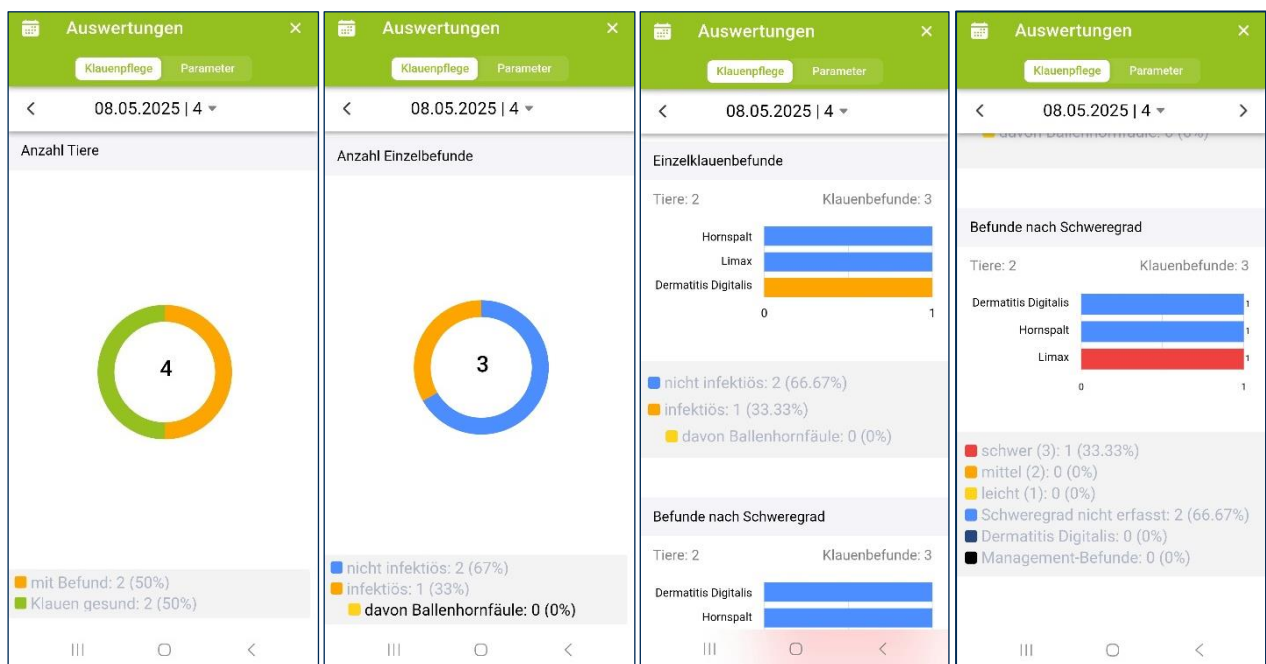 Auswertungen ×
Klauenpflege Parameter
< 08.05.2025 | 4
Anzahl Tiere
4
mit Befund: 2 (50%)
Klauen gesund: 2 (50%)
Auswertungen ×
Klauenpflege Parameter
< 08.05.2025 | 4
Anzahl Einzelbefunde
3
nicht infektiös: 2 (67%)
infektiös: 1 (33%)
davon Ballenhornfäule: 0 (0%)
Auswertungen ×
Klauenpflege Parameter
< 08.05.2025 | 4
Einzelklauenbefunde
Tiere: 2 Klauenbefunde: 3
Hornspalt
Limax
Dermatitis Digitalis
0 1
nicht infektiös: 2 (66.67%)
infektiös: 1 (33.33%)
davon Ballenhornfäule: 0 (0%)
Befunde nach Schweregrad
Tiere: 2 Klauenbefunde: 3
Dermatitis Digitalis
Hornspalt
Auswertungen ×
Klauenpflege Parameter
< 08.05.2025 | 4 >
davon Ballenhornfäule: 0 (0%)
Befunde nach Schweregrad
Tiere: 2 Klauenbefunde: 3
Dermatitis Digitalis 1
Hornspalt 1
Limax 1
0 1
schwer (3): 1 (33.33%)
mittel (2): 0 (0%)
leicht (1): 0 (0%)
Schweregrad nicht erfasst: 2 (66.67%)
Dermatitis Digitalis: 0 (0%)
Management-Befunde: 0 (0%)